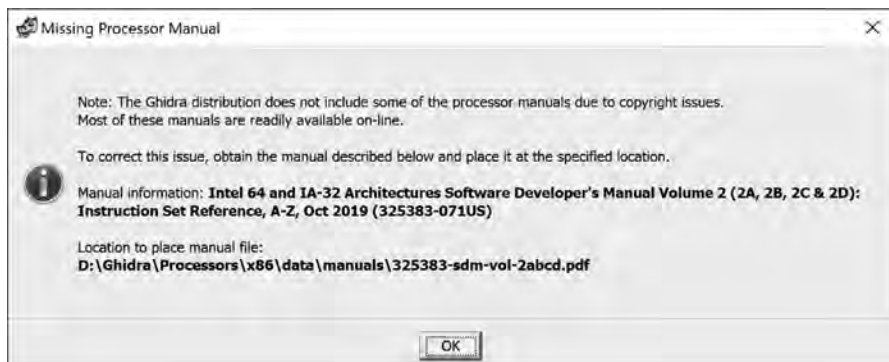 Missing Processor Manual
Note: The Ghidra distribution does not include some of the processor manuals due to copyright issues.
Most of these manuals are readily available on-line.
To correct this issue, obtain the manual described below and place it at the specified location.
Manual information: Intel 64 and IA-32 Architectures Software Developer's Manual Volume 2 (2A, 2B, 2C & 2D):
Instruction Set Reference, A-Z, Oct 2019 (325383-071US)
Location to place manual file:
D:\Ghidra\Processors\x86\data\manuals\325383-sdm-vol-2abcd.pdf
OK